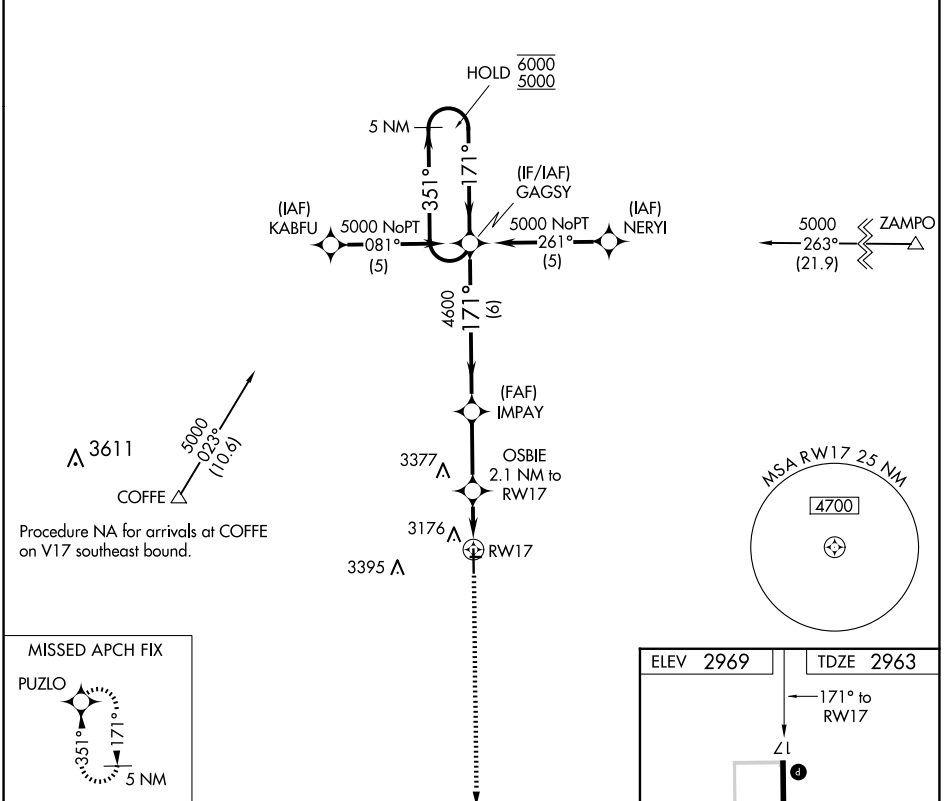 HOLD 6000
5000
5 NM
351°
171°
(IF/IAF)
GAGSY
(IAF)
KABFU
5000 NoPT
081°
(5)
5000 NoPT
261°
(5)
(IAF)
NERYI
5000
263°
(21.9)
ZAMPO
4600
171°
(6)
(FAF)
IMPAY
3611
5000
023°
(10.6)
COFFE
3377
OSBIE
2.1 NM to
RW17
Procedure NA for arrivals at COFFE
on V17 southeast bound.
3176
RW17
3395
MSA RW17 25 NM
4700
MISSED APCH FIX
PUZLO
351°
171°
5 NM
ELEV 2969
TDZE 2963
171° to
RW17
17
P